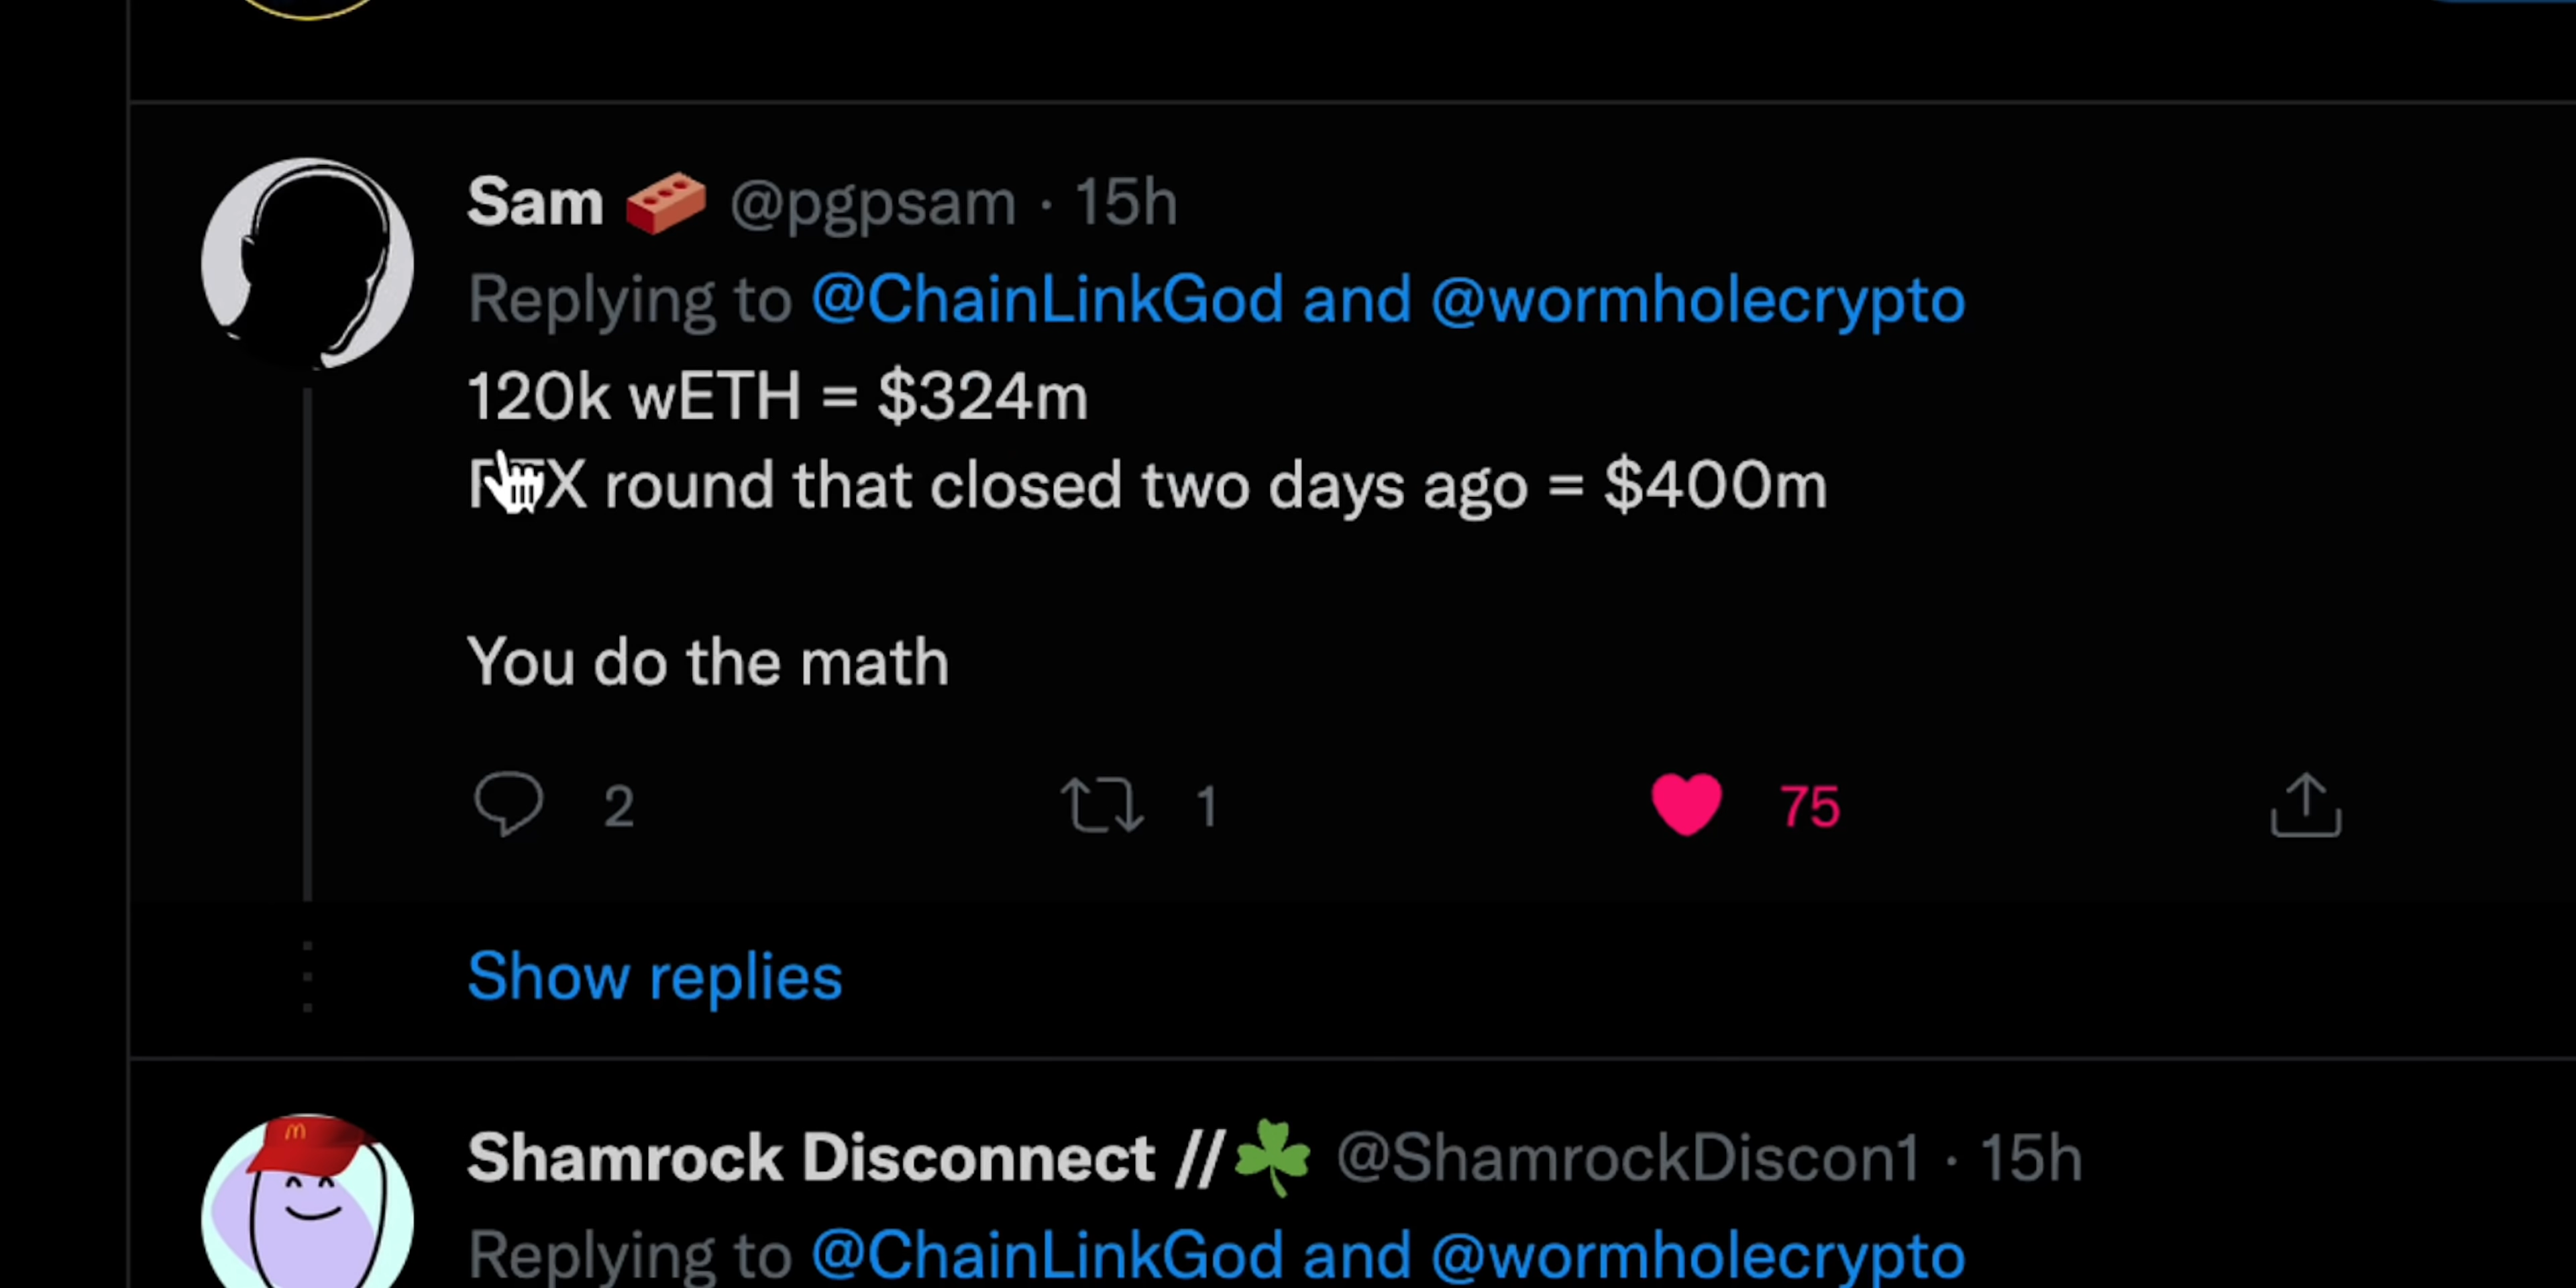 Sam 🧱 @pgpsam · 15h
Replying to @ChainLinkGod and @wormholecrypto
120k wETH = $324m
round that closed two days ago = $400m
You do the math
2 1 75
Show replies
Shamrock Disconnect //☘️ @ShamrockDiscon1 · 15h
Replying to @ChainLinkGod and @wormholecrypto